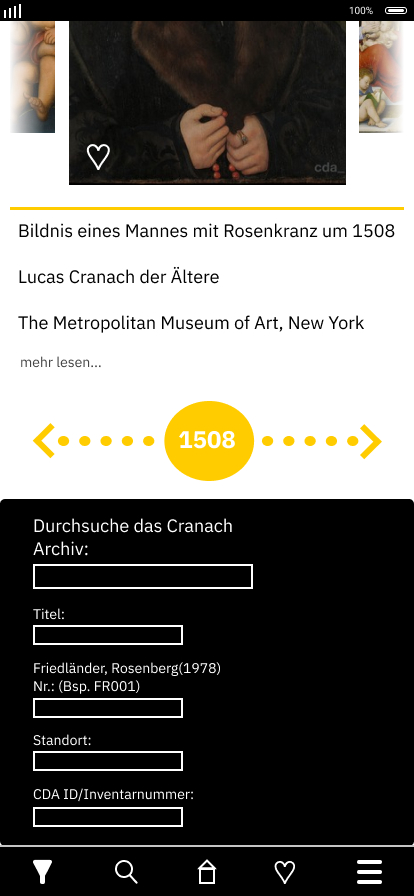 100%
cda_
Bildnis eines Mannes mit Rosenkranz um 1508
Lucas Cranach der Ältere
The Metropolitan Museum of Art, New York
mehr lesen...
1508
Durchsuche das Cranach
Archiv:
Titel:
Friedländer, Rosenberg(1978)
Nr.: (Bsp. FR001)
Standort:
CDA ID/Inventarnummer: